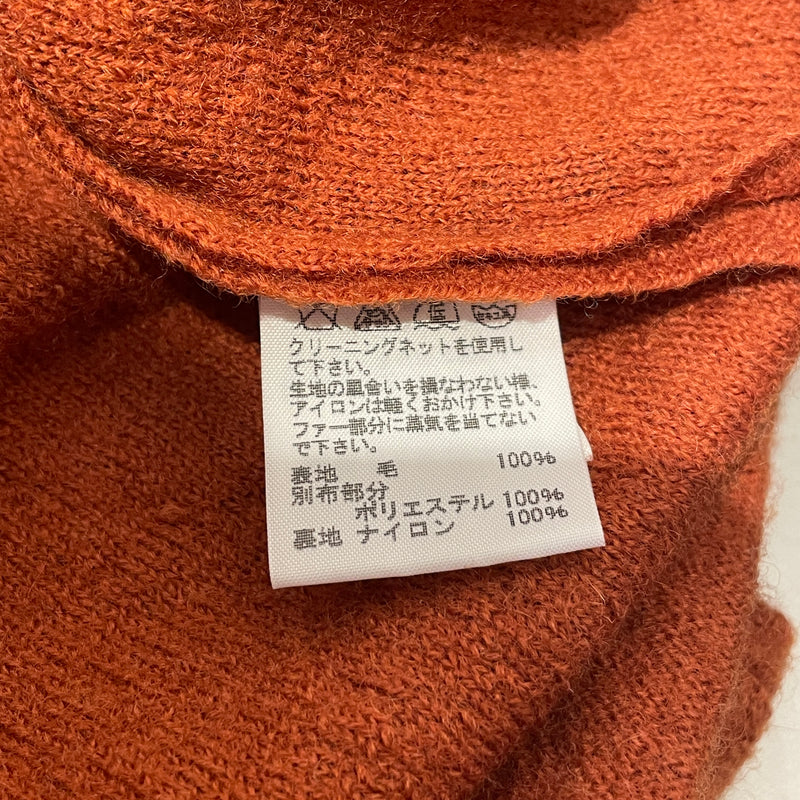 クリーニングネットを使用し
て下さい。
生地の風合いを損なわない様、
アイロンは軽くおかけ下さい。
ファー部分に蒸気を当てない
で下さい。
表地 毛 100%
別布部分
ポリエステル 100%
裏地 ナイロン 100%